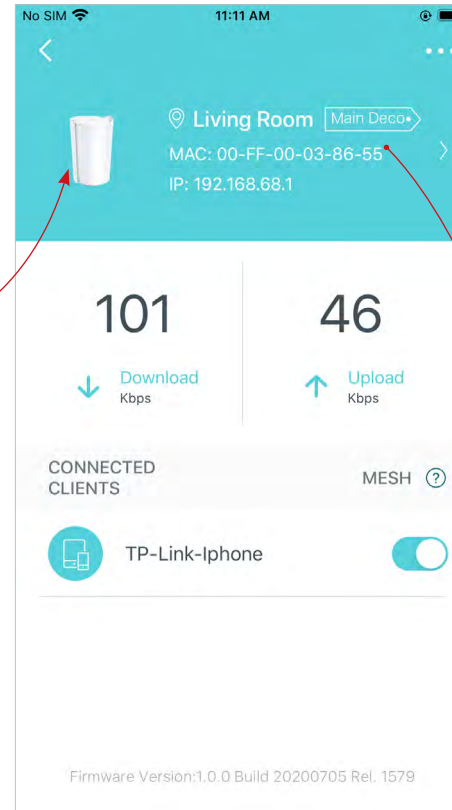 No SIM
11:11 AM
Living Room Main Deco
MAC: 00-FF-00-03-86-55
IP: 192.168.68.1
101
46
Download
Kbps
Upload
Kbps
CONNECTED
CLIENTS
MESH ?
TP-Link-Iphone
Firmware Version:1.0.0 Build 20200705 Rel. 1579